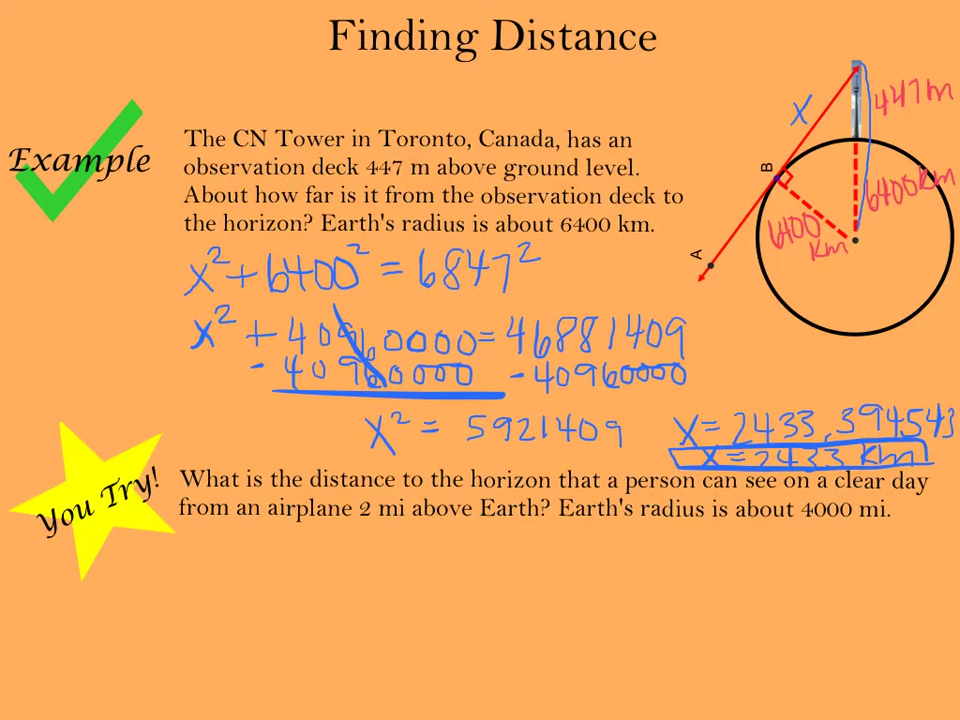 Finding Distance
Example
The CN Tower in Toronto, Canada, has an
observation deck 447 m above ground level.
About how far is it from the observation deck to
the horizon? Earth's radius is about 6400 km.
x
447 m
B
6400 km
6400
km
A
x² + 6400² = 6847²
x² + 40960000 = 46881409
- 40960000 - 40960000
x² = 5921409
x = 2433.394543
x = 2433 km
You Try!
What is the distance to the horizon that a person can see on a clear day
from an airplane 2 mi above Earth? Earth's radius is about 4000 mi.